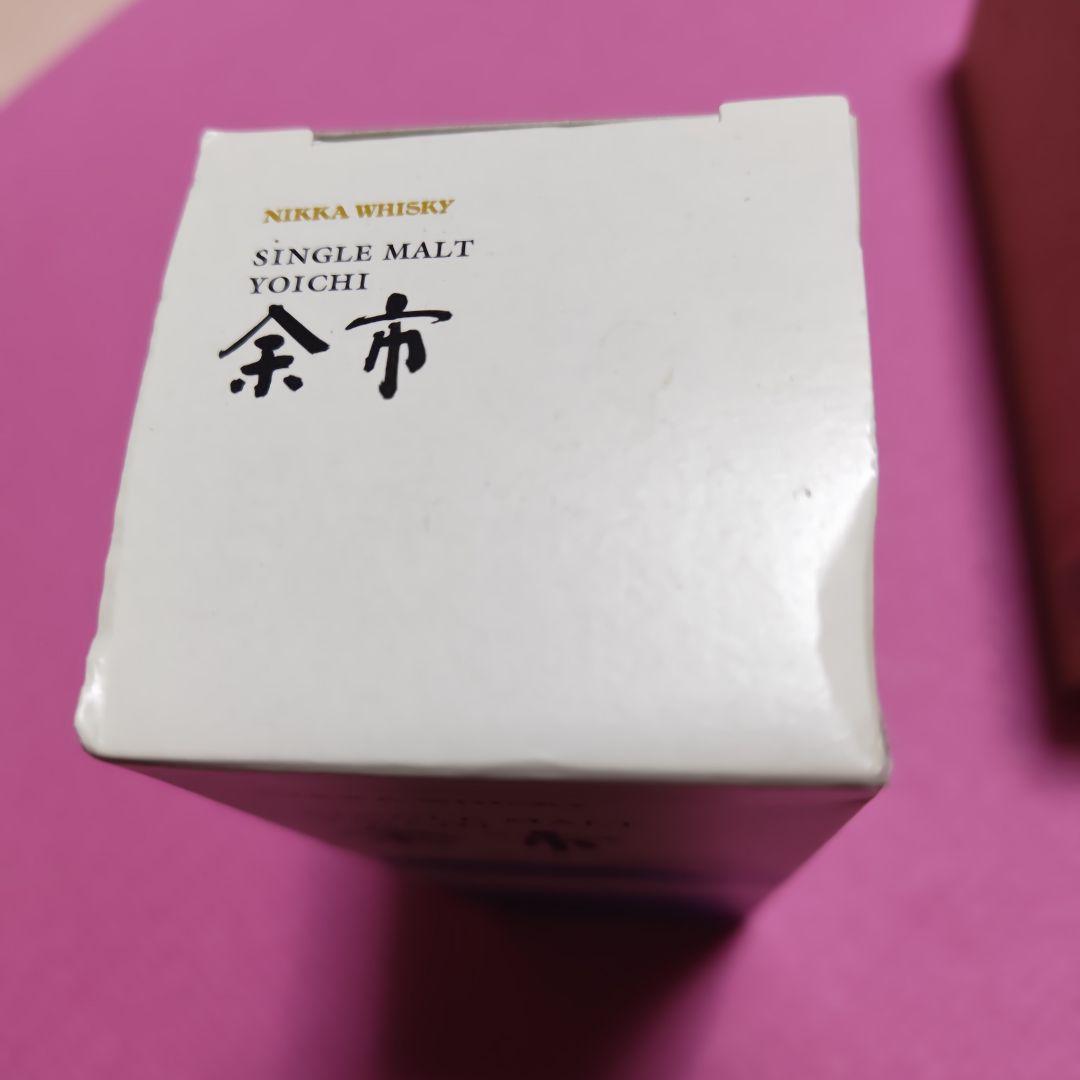 NIKKA WHISKY
SINGLE MALT
YOICHI
余市